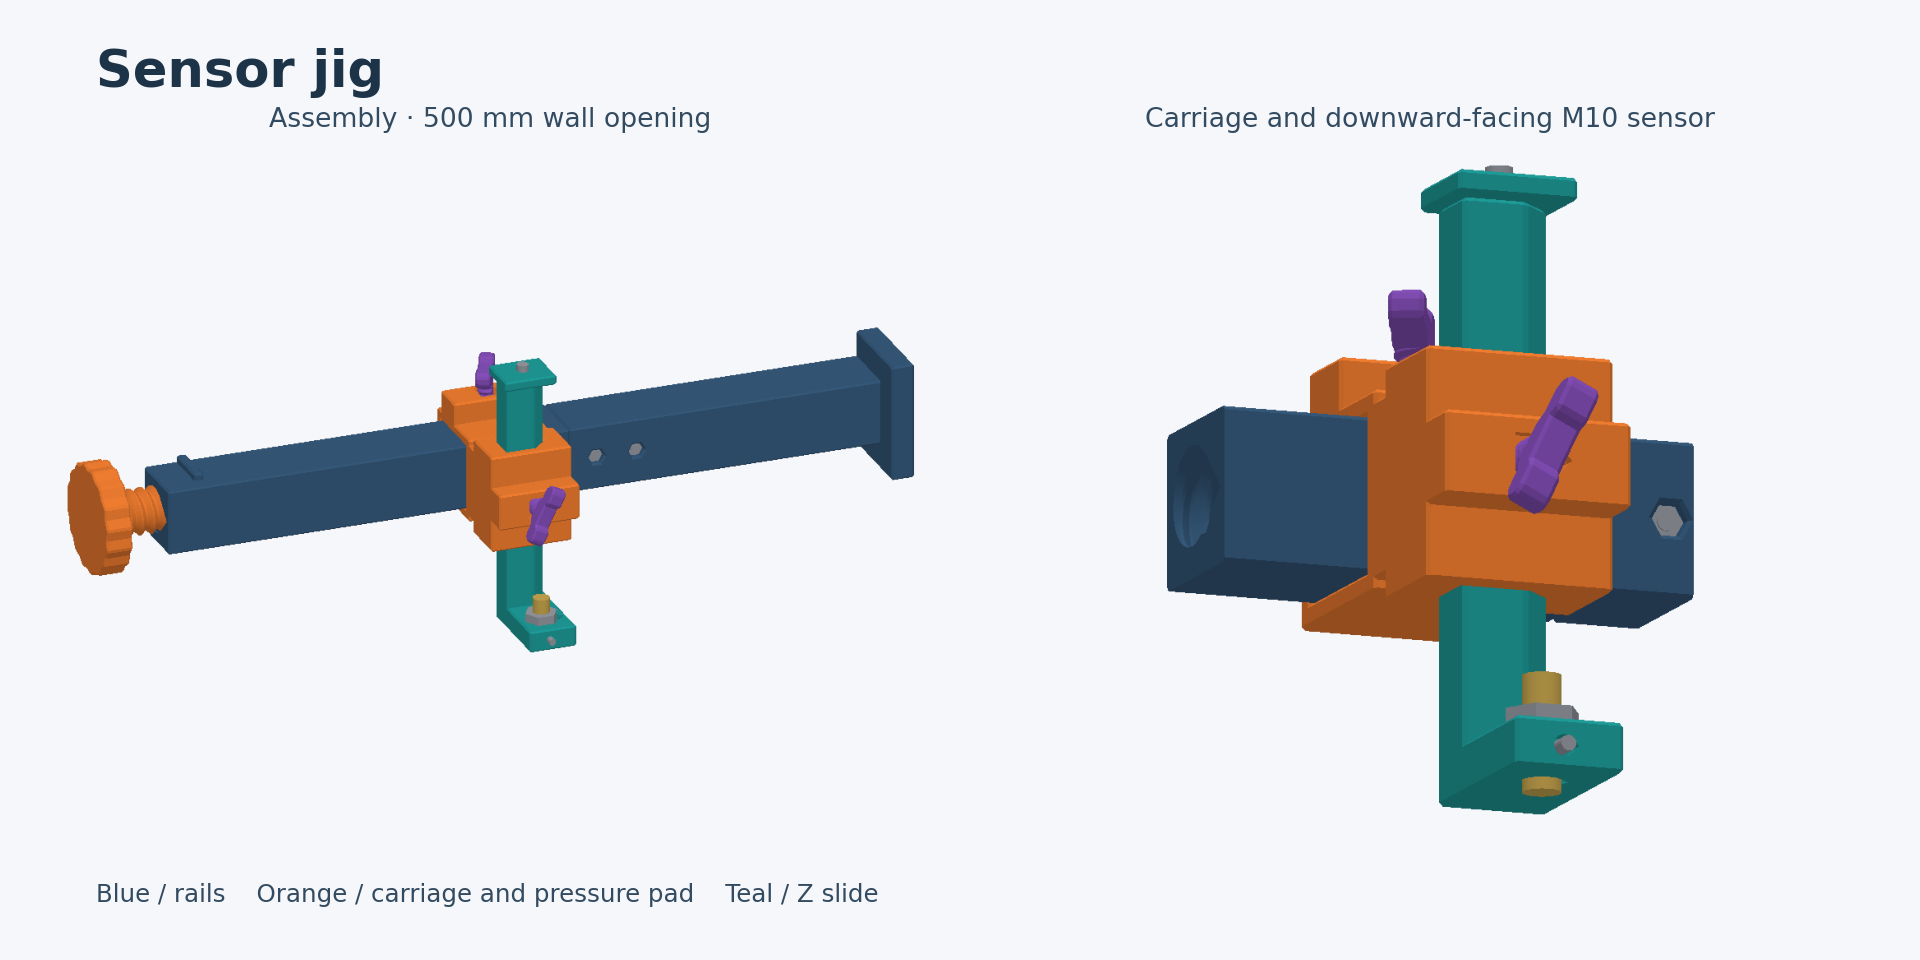 Sensor jig
Assembly · 500 mm wall opening
Carriage and downward-facing M10 sensor
Blue / rails Orange / carriage and pressure pad Teal / Z slide